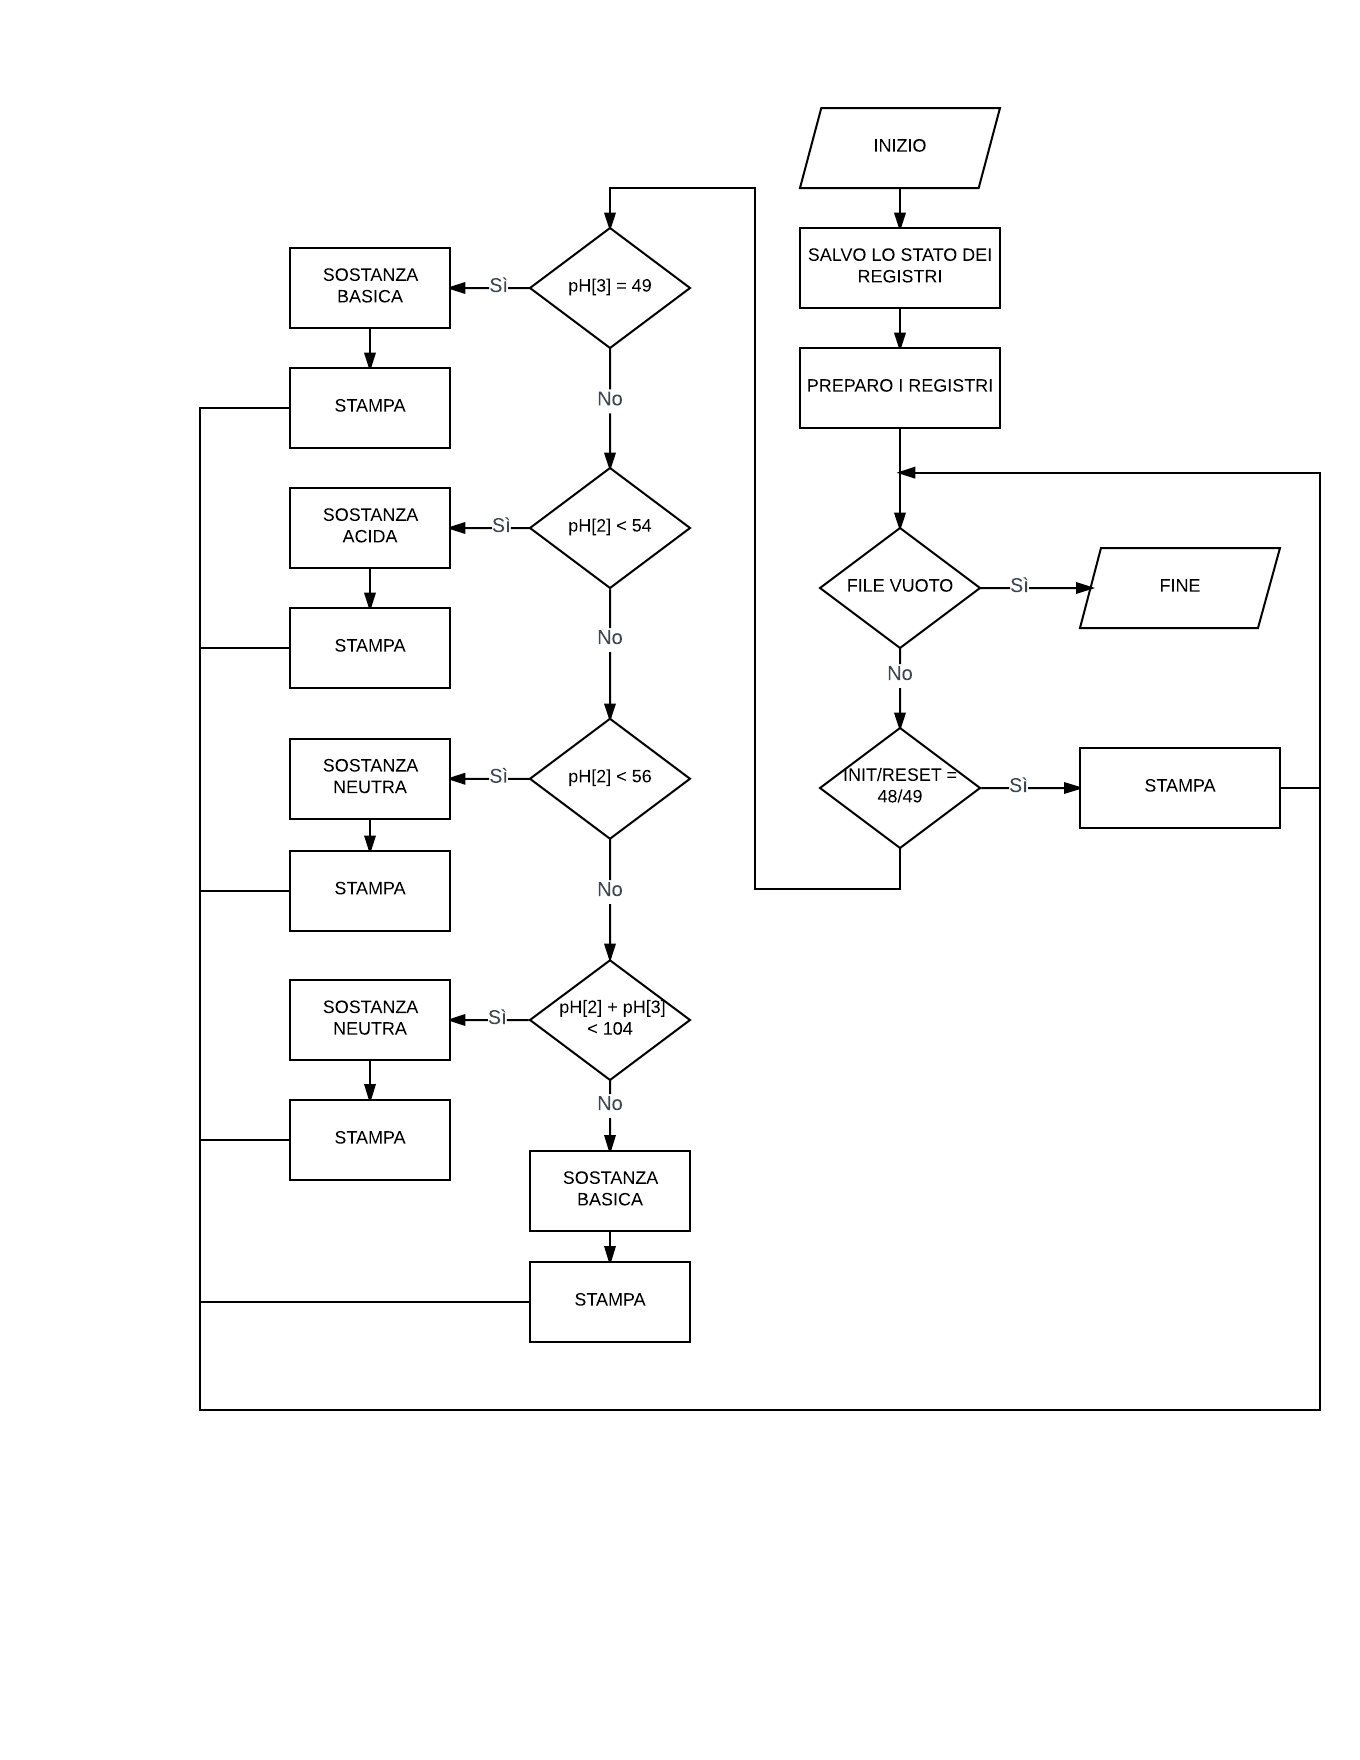 INIZIO
SALVO LO STATO DEI
REGISTRI
PREPARO I REGISTRI
FILE VUOTO
Sì
FINE
No
INIT/RESET =
48/49
Sì
STAMPA
pH[3] = 49
Sì
SOSTANZA
BASICA
STAMPA
No
pH[2] < 54
Sì
SOSTANZA
ACIDA
STAMPA
No
pH[2] < 56
Sì
SOSTANZA
NEUTRA
STAMPA
No
pH[2] + pH[3]
< 104
Sì
SOSTANZA
NEUTRA
STAMPA
No
SOSTANZA
BASICA
STAMPA